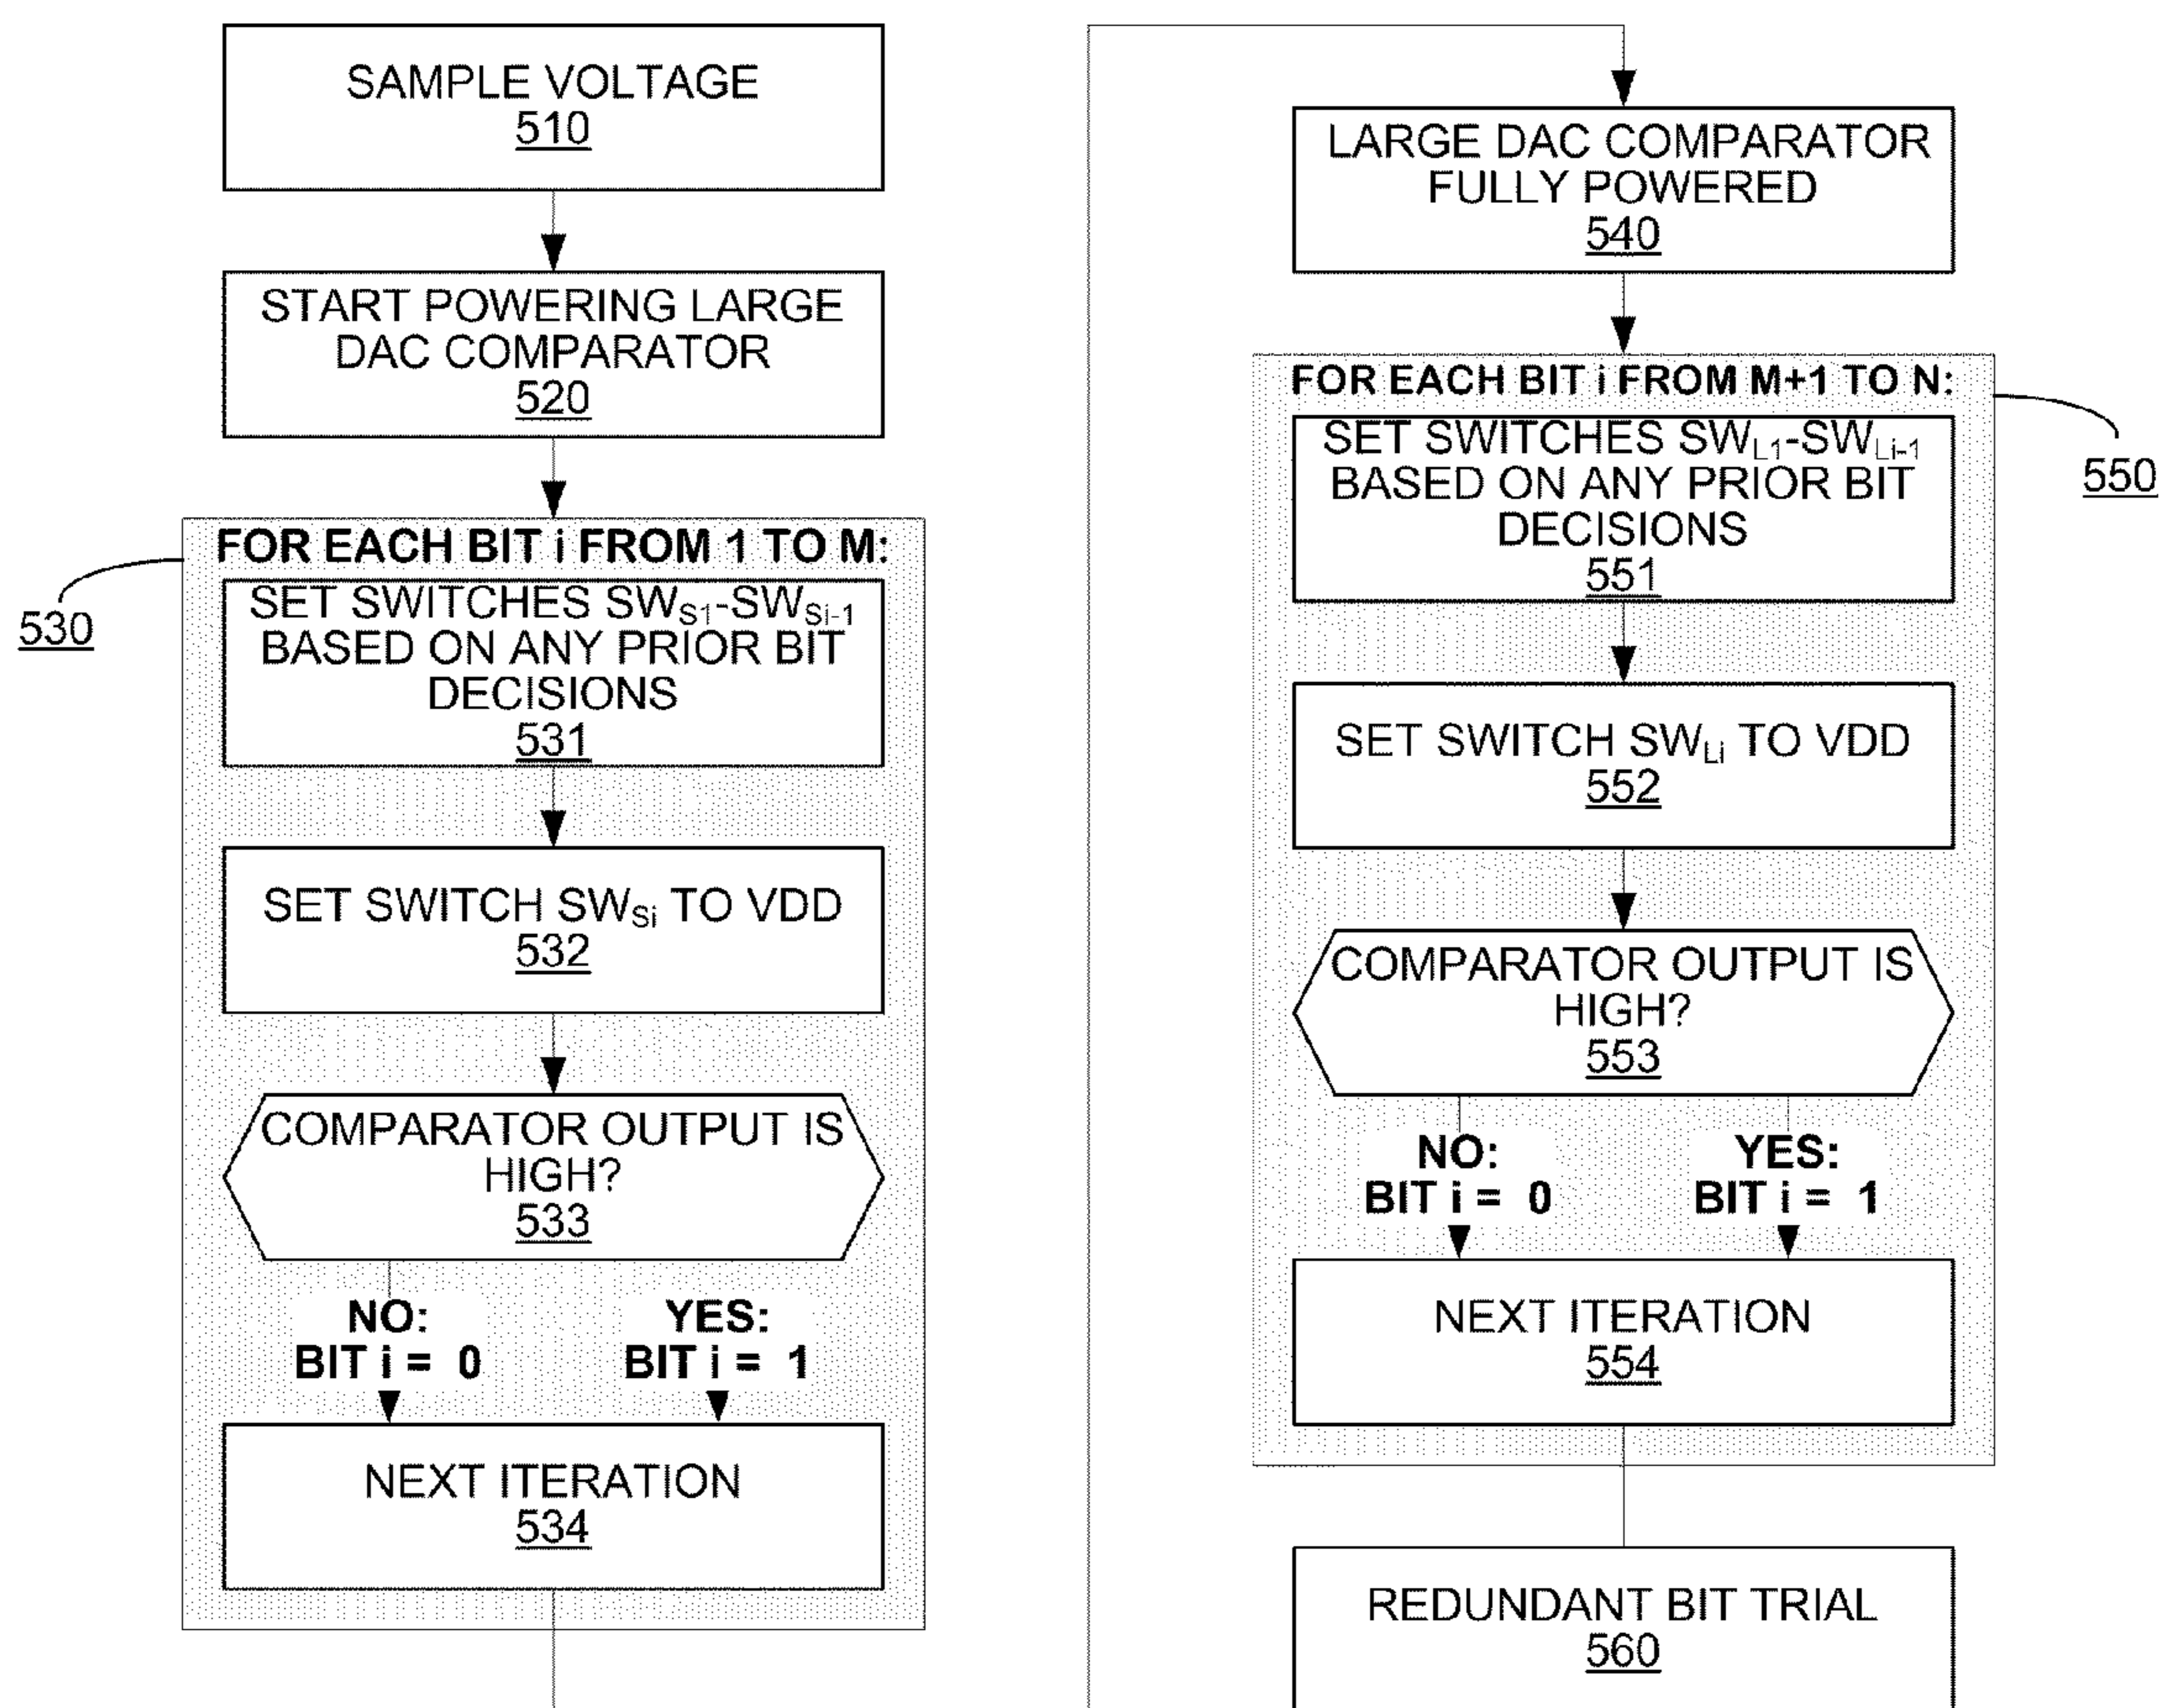 SAMPLE VOLTAGE
510
START POWERING LARGE
DAC COMPARATOR
520
FOR EACH BIT i FROM 1 TO M:
530
SET SWITCHES SWS1-SWSi-1
BASED ON ANY PRIOR BIT
DECISIONS
531
SET SWITCH SWSi TO VDD
532
COMPARATOR OUTPUT IS
HIGH?
533
NO:
BIT i = 0
YES:
BIT i = 1
NEXT ITERATION
534
LARGE DAC COMPARATOR
FULLY POWERED
540
FOR EACH BIT i FROM M+1 TO N:
550
SET SWITCHES SWL1-SWLi-1
BASED ON ANY PRIOR BIT
DECISIONS
551
SET SWITCH SWLi TO VDD
552
COMPARATOR OUTPUT IS
HIGH?
553
NO:
BIT i = 0
YES:
BIT i = 1
NEXT ITERATION
554
REDUNDANT BIT TRIAL
560